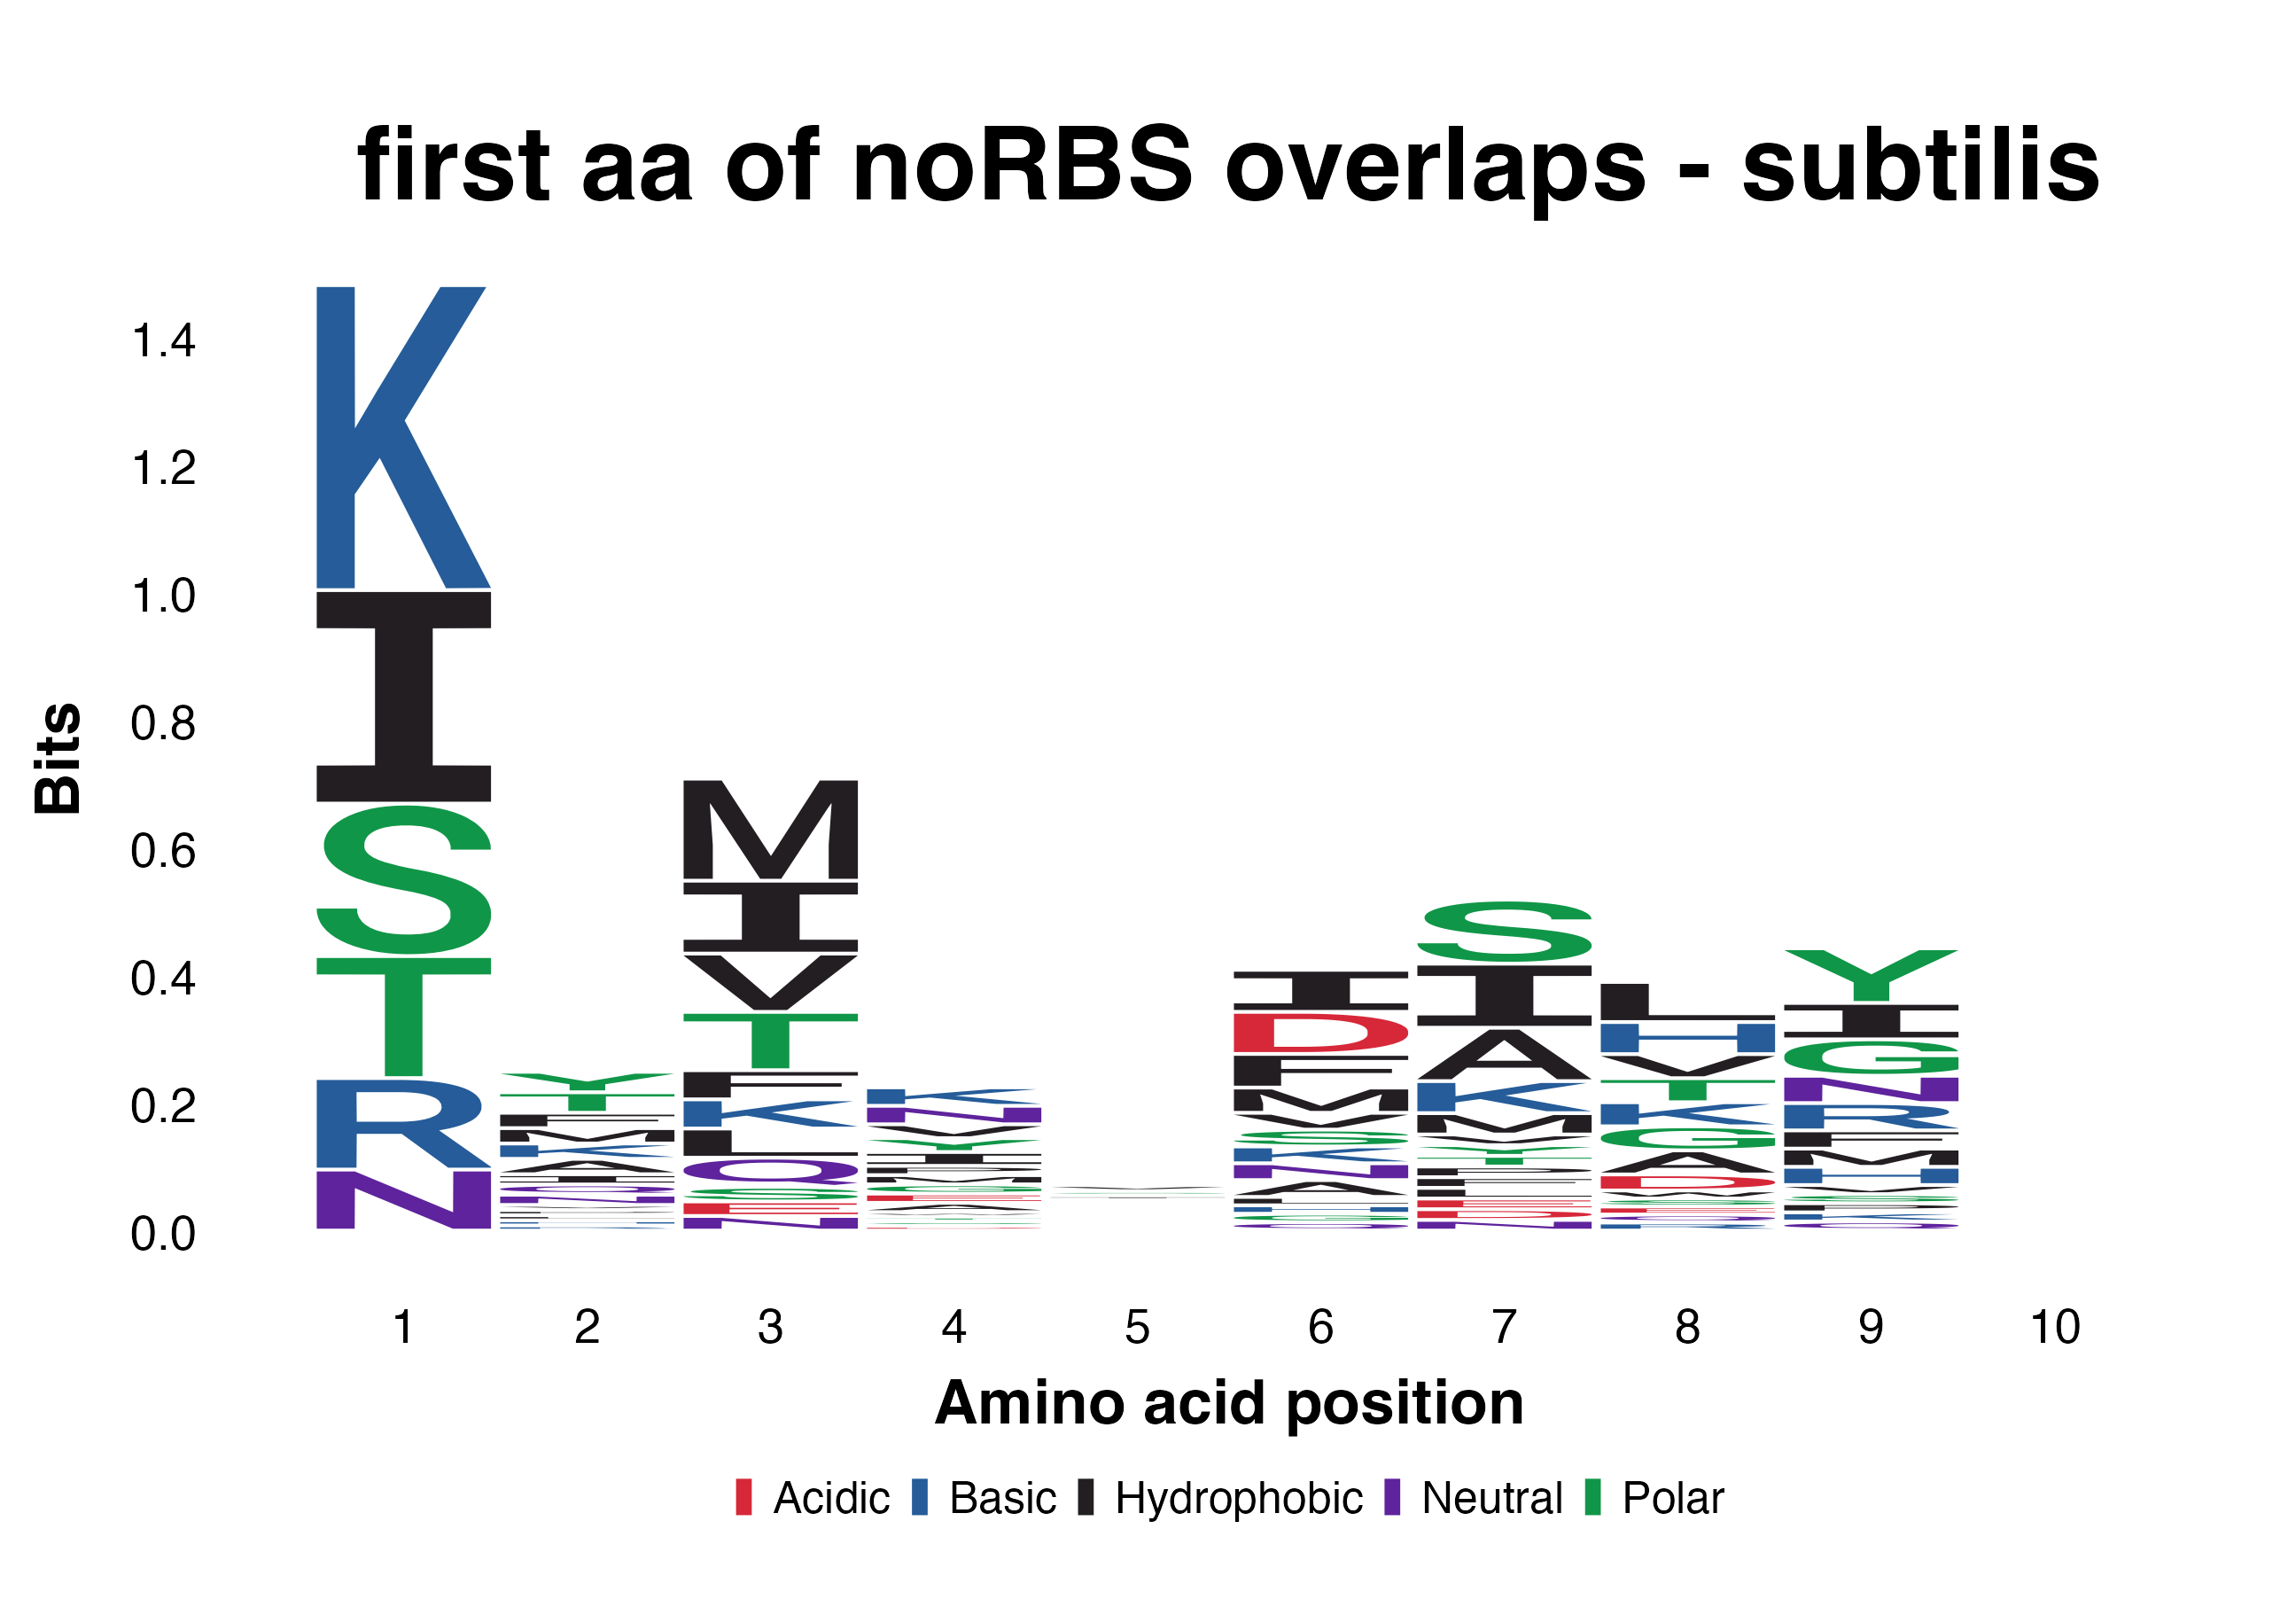 first aa of noRBS overlaps - subtilis
1.4
1.2
1.0
0.8
0.6
0.4
0.2
0.0
Bits
K
I
S
T
R
N
M
I
V
T
F
K
L
Q
K
N
V
I
D
F
M
V
S
K
N
A
S
I
A
K
M
L
H
V
T
K
G
A
D
Y
I
G
N
R
F
M
H
1 2 3 4 5 6 7 8 9 10
Amino acid position
Acidic Basic Hydrophobic Neutral Polar